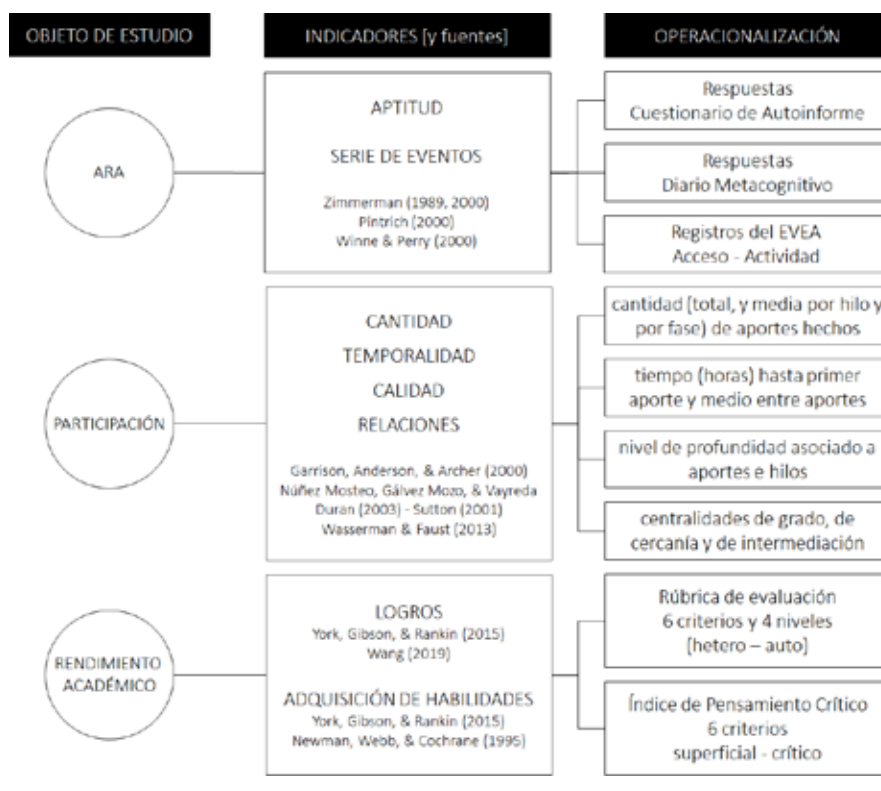 OBJETO DE ESTUDIO
INDICADORES [y fuentes]
OPERACIONALIZACIÓN
ARA
APTITUD
SERIE DE EVENTOS
Zimmerman (1989, 2000)
Pintrich (2000)
Winne & Perry (2000)
Respuestas
Cuestionario de Autoinforme
Respuestas
Diario Metacognitivo
Registros del EVEA
Acceso - Actividad
PARTICIPACIÓN
CANTIDAD
TEMPORALIDAD
CALIDAD
RELACIONES
Garrison, Anderson, & Archer (2000)
Núñez Mosteo, Gálvez Mozo, & Vayreda
Duran (2003) - Sutton (2001)
Wasserman & Faust (2013)
cantidad (total, y media por hilo y
por fase) de aportes hechos
tiempo (horas) hasta primer
aporte y medio entre aportes
nivel de profundidad asociado a
aportes e hilos
centralidades de grado, de
cercanía y de intermediación
RENDIMIENTO
ACADÉMICO
LOGROS
York, Gibson, & Rankin (2015)
Wang (2019)
ADQUISICIÓN DE HABILIDADES
York, Gibson, & Rankin (2015)
Newman, Webb, & Cochrane (1995)
Rúbrica de evaluación
6 criterios y 4 niveles
[hetero – auto]
Índice de Pensamiento Crítico
6 criterios
superficial - crítico